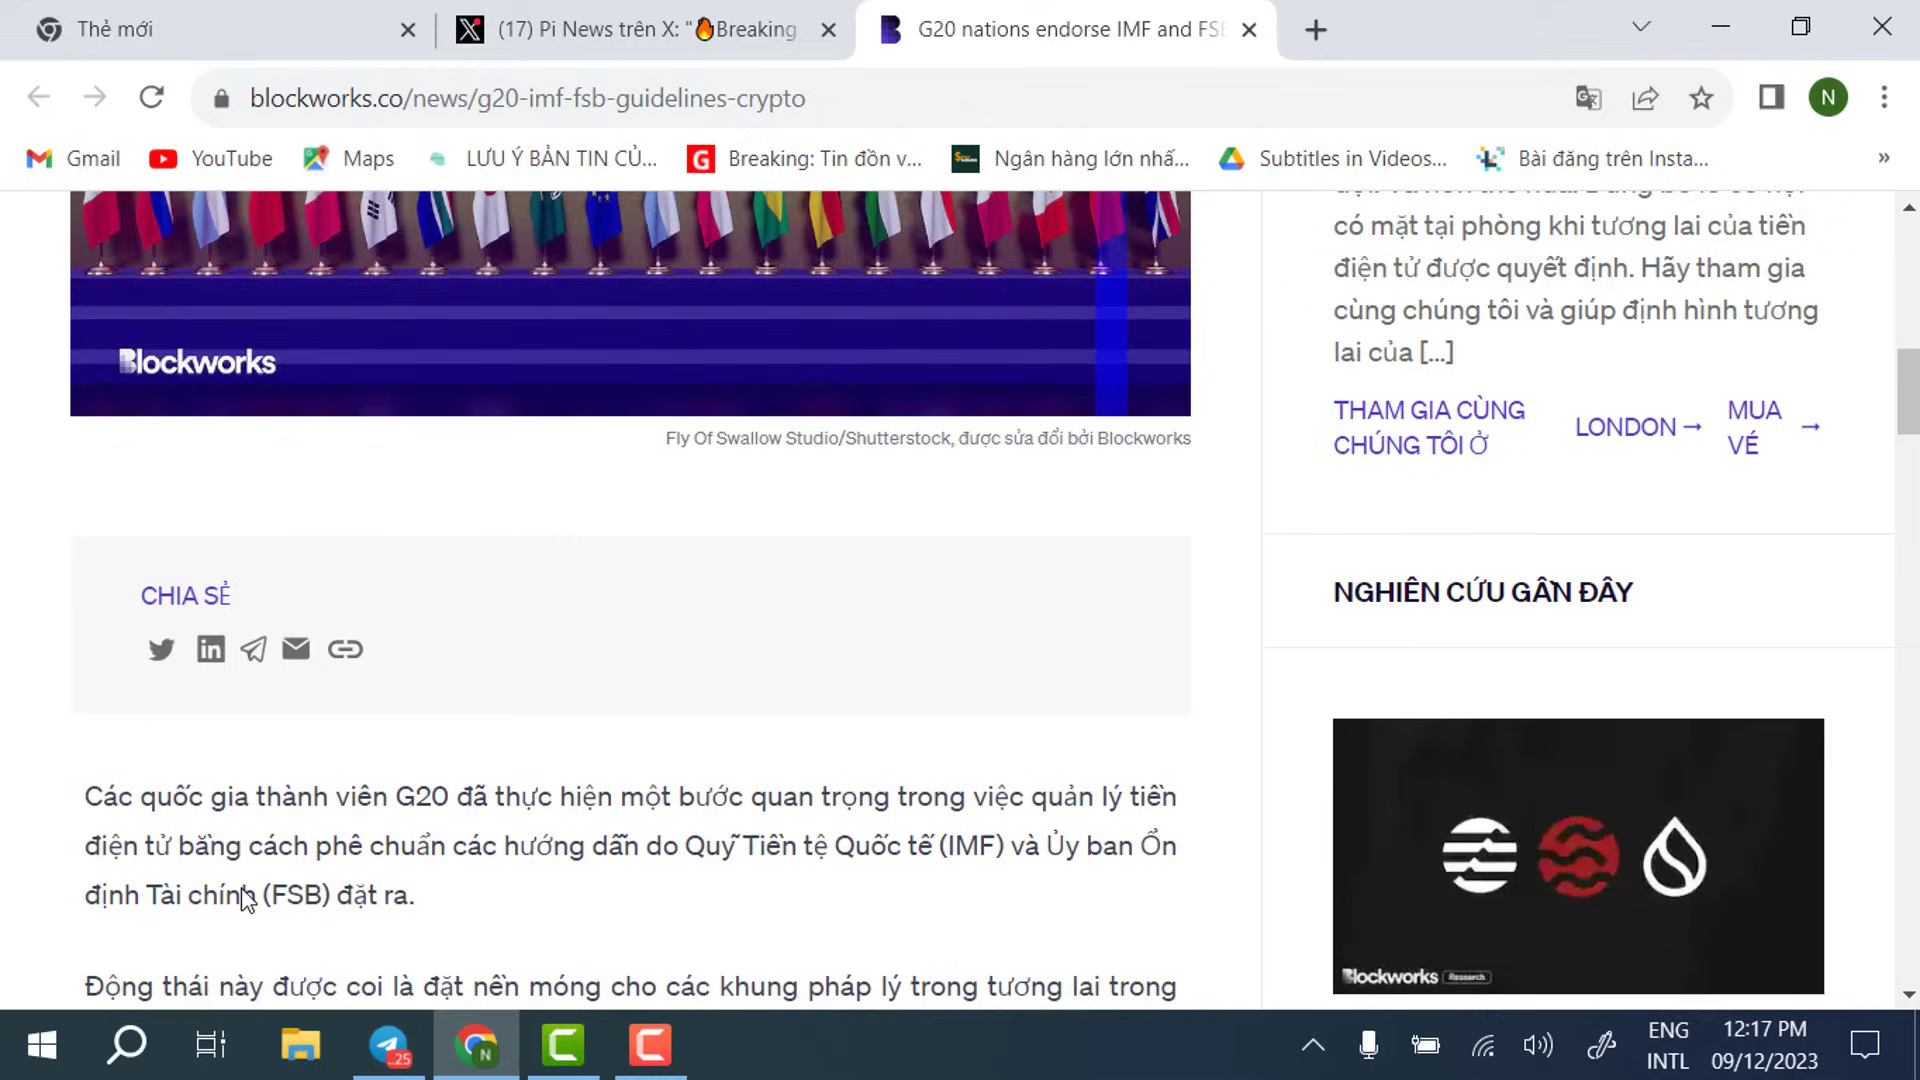 Thẻ mới
(17) Pi News trên X: "🔥Breaking
G20 nations endorse IMF and FS
blockworks.co/news/g20-imf-fsb-guidelines-crypto
N
Gmail
YouTube
Maps
LƯU Ý BẢN TIN CỦ...
Breaking: Tin đồn v...
Ngân hàng lớn nhấ...
Subtitles in Videos...
Bài đăng trên Insta...
»
Blockworks
Fly Of Swallow Studio/Shutterstock, được sửa đổi bởi Blockworks
CHIA SẺ
Các quốc gia thành viên G20 đã thực hiện một bước quan trọng trong việc quản lý tiền
điện tử bằng cách phê chuẩn các hướng dẫn do Quỹ Tiền tệ Quốc tế (IMF) và Ủy ban Ổn
định Tài chính (FSB) đặt ra.
Động thái này được coi là đặt nền móng cho các khung pháp lý trong tương lai trong
có mặt tại phòng khi tương lai của tiền
điện tử được quyết định. Hãy tham gia
cùng chúng tôi và giúp định hình tương
lai của [...]
THAM GIA CÙNG
CHÚNG TÔI Ở
LONDON →
MUA
VÉ →
NGHIÊN CỨU GẦN ĐÂY
Blockworks Research
..25
N
ENG
INTL
12:17 PM
09/12/2023